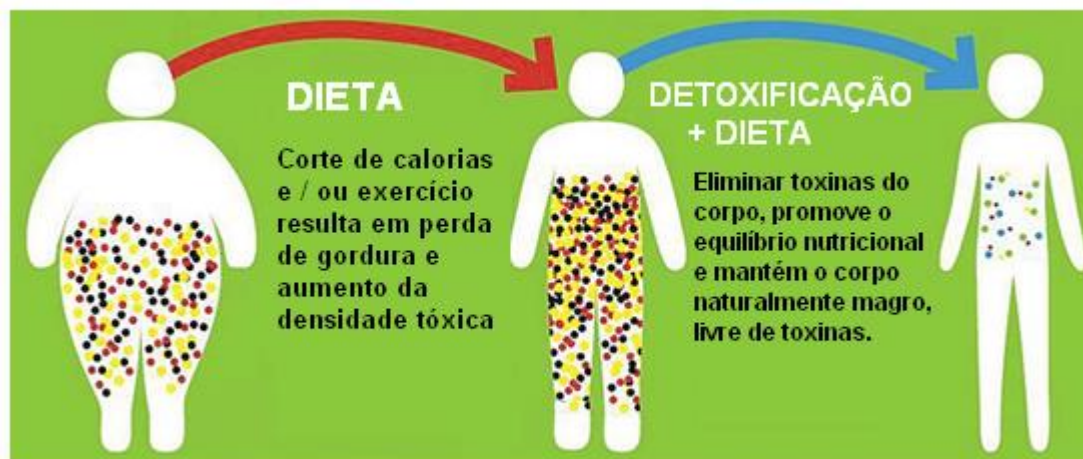 DIETA
Corte de calorias
e / ou exercício
resulta em perda
de gordura e
aumento da
densidade tóxica
DETOXIFICAÇÃO
+ DIETA
Eliminar toxinas do
corpo, promove o
equilíbrio nutricional
e mantém o corpo
naturalmente magro,
livre de toxinas.